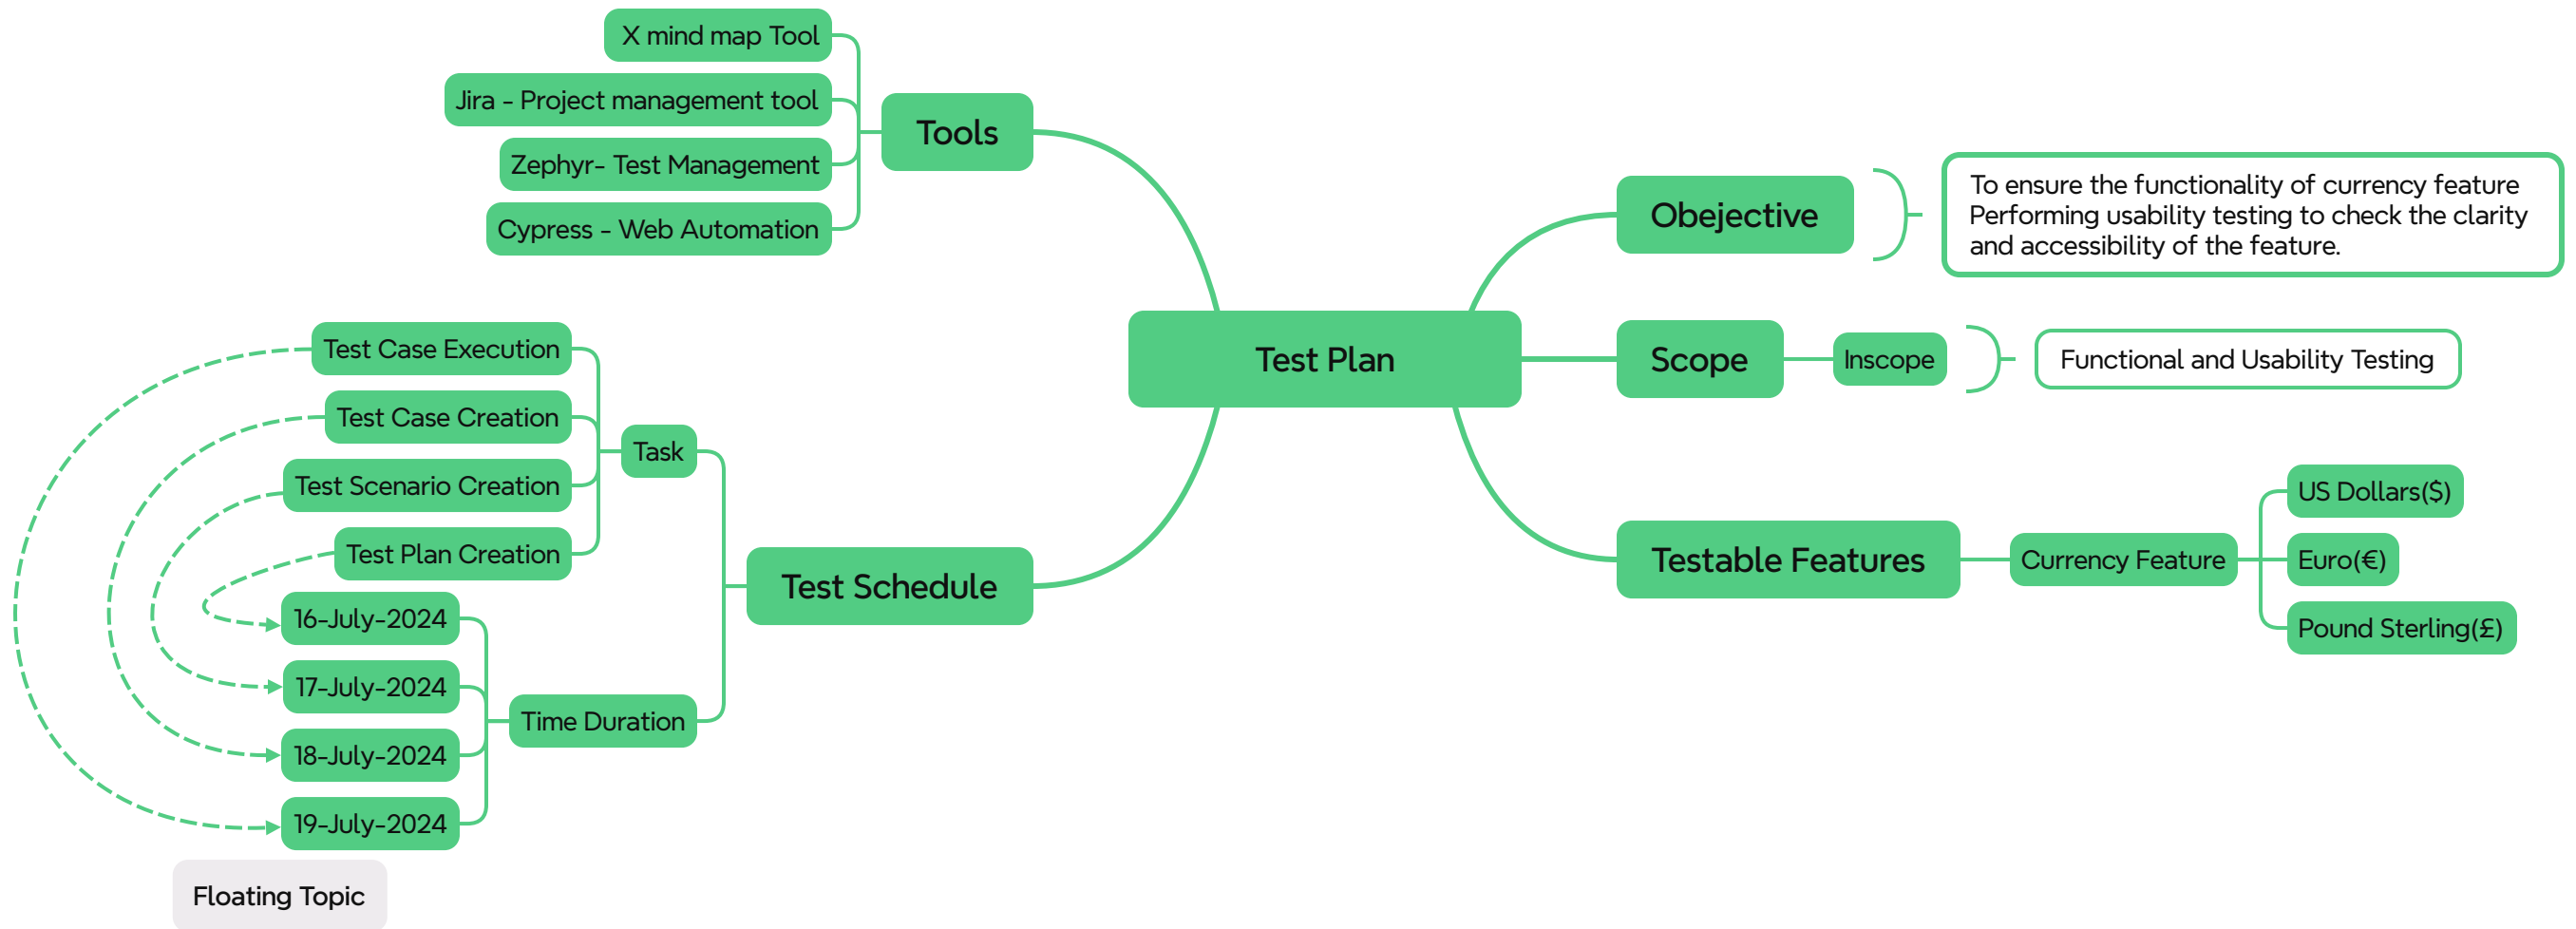 X mind map Tool
Jira - Project management tool
Zephyr- Test Management
Cypress - Web Automation
Tools
Test Case Execution
Test Case Creation
Test Scenario Creation
Test Plan Creation
Task
16-July-2024
17-July-2024
18-July-2024
19-July-2024
Time Duration
Test Schedule
Floating Topic
Test Plan
Obejective
To ensure the functionality of currency feature
Performing usability testing to check the clarity
and accessibility of the feature.
Scope
Inscope
Functional and Usability Testing
Testable Features
Currency Feature
US Dollars($)
Euro(€)
Pound Sterling(£)